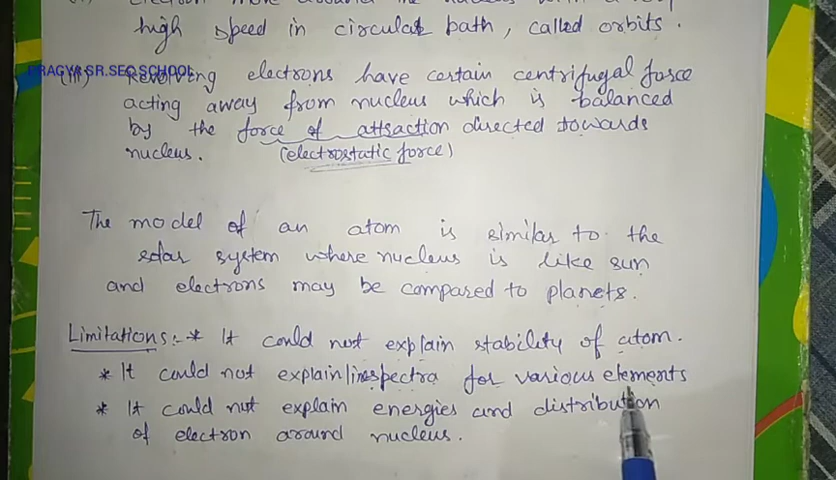 high speed in circular path, called orbits.
PRAGYA SR.SEC.SCHOOL
(iii) Revolving electrons have certain centrifugal force
acting away from nucleus which is balanced
by the force of attraction directed towards
nucleus. (electrostatic force)
The model of an atom is similar to the
solar system where nucleus is like sun
and electrons may be compared to planets.
Limitations:- * It could not explain stability of atom.
* It could not explain line spectra for various elements
* It could not explain energies and distribution
of electron around nucleus.